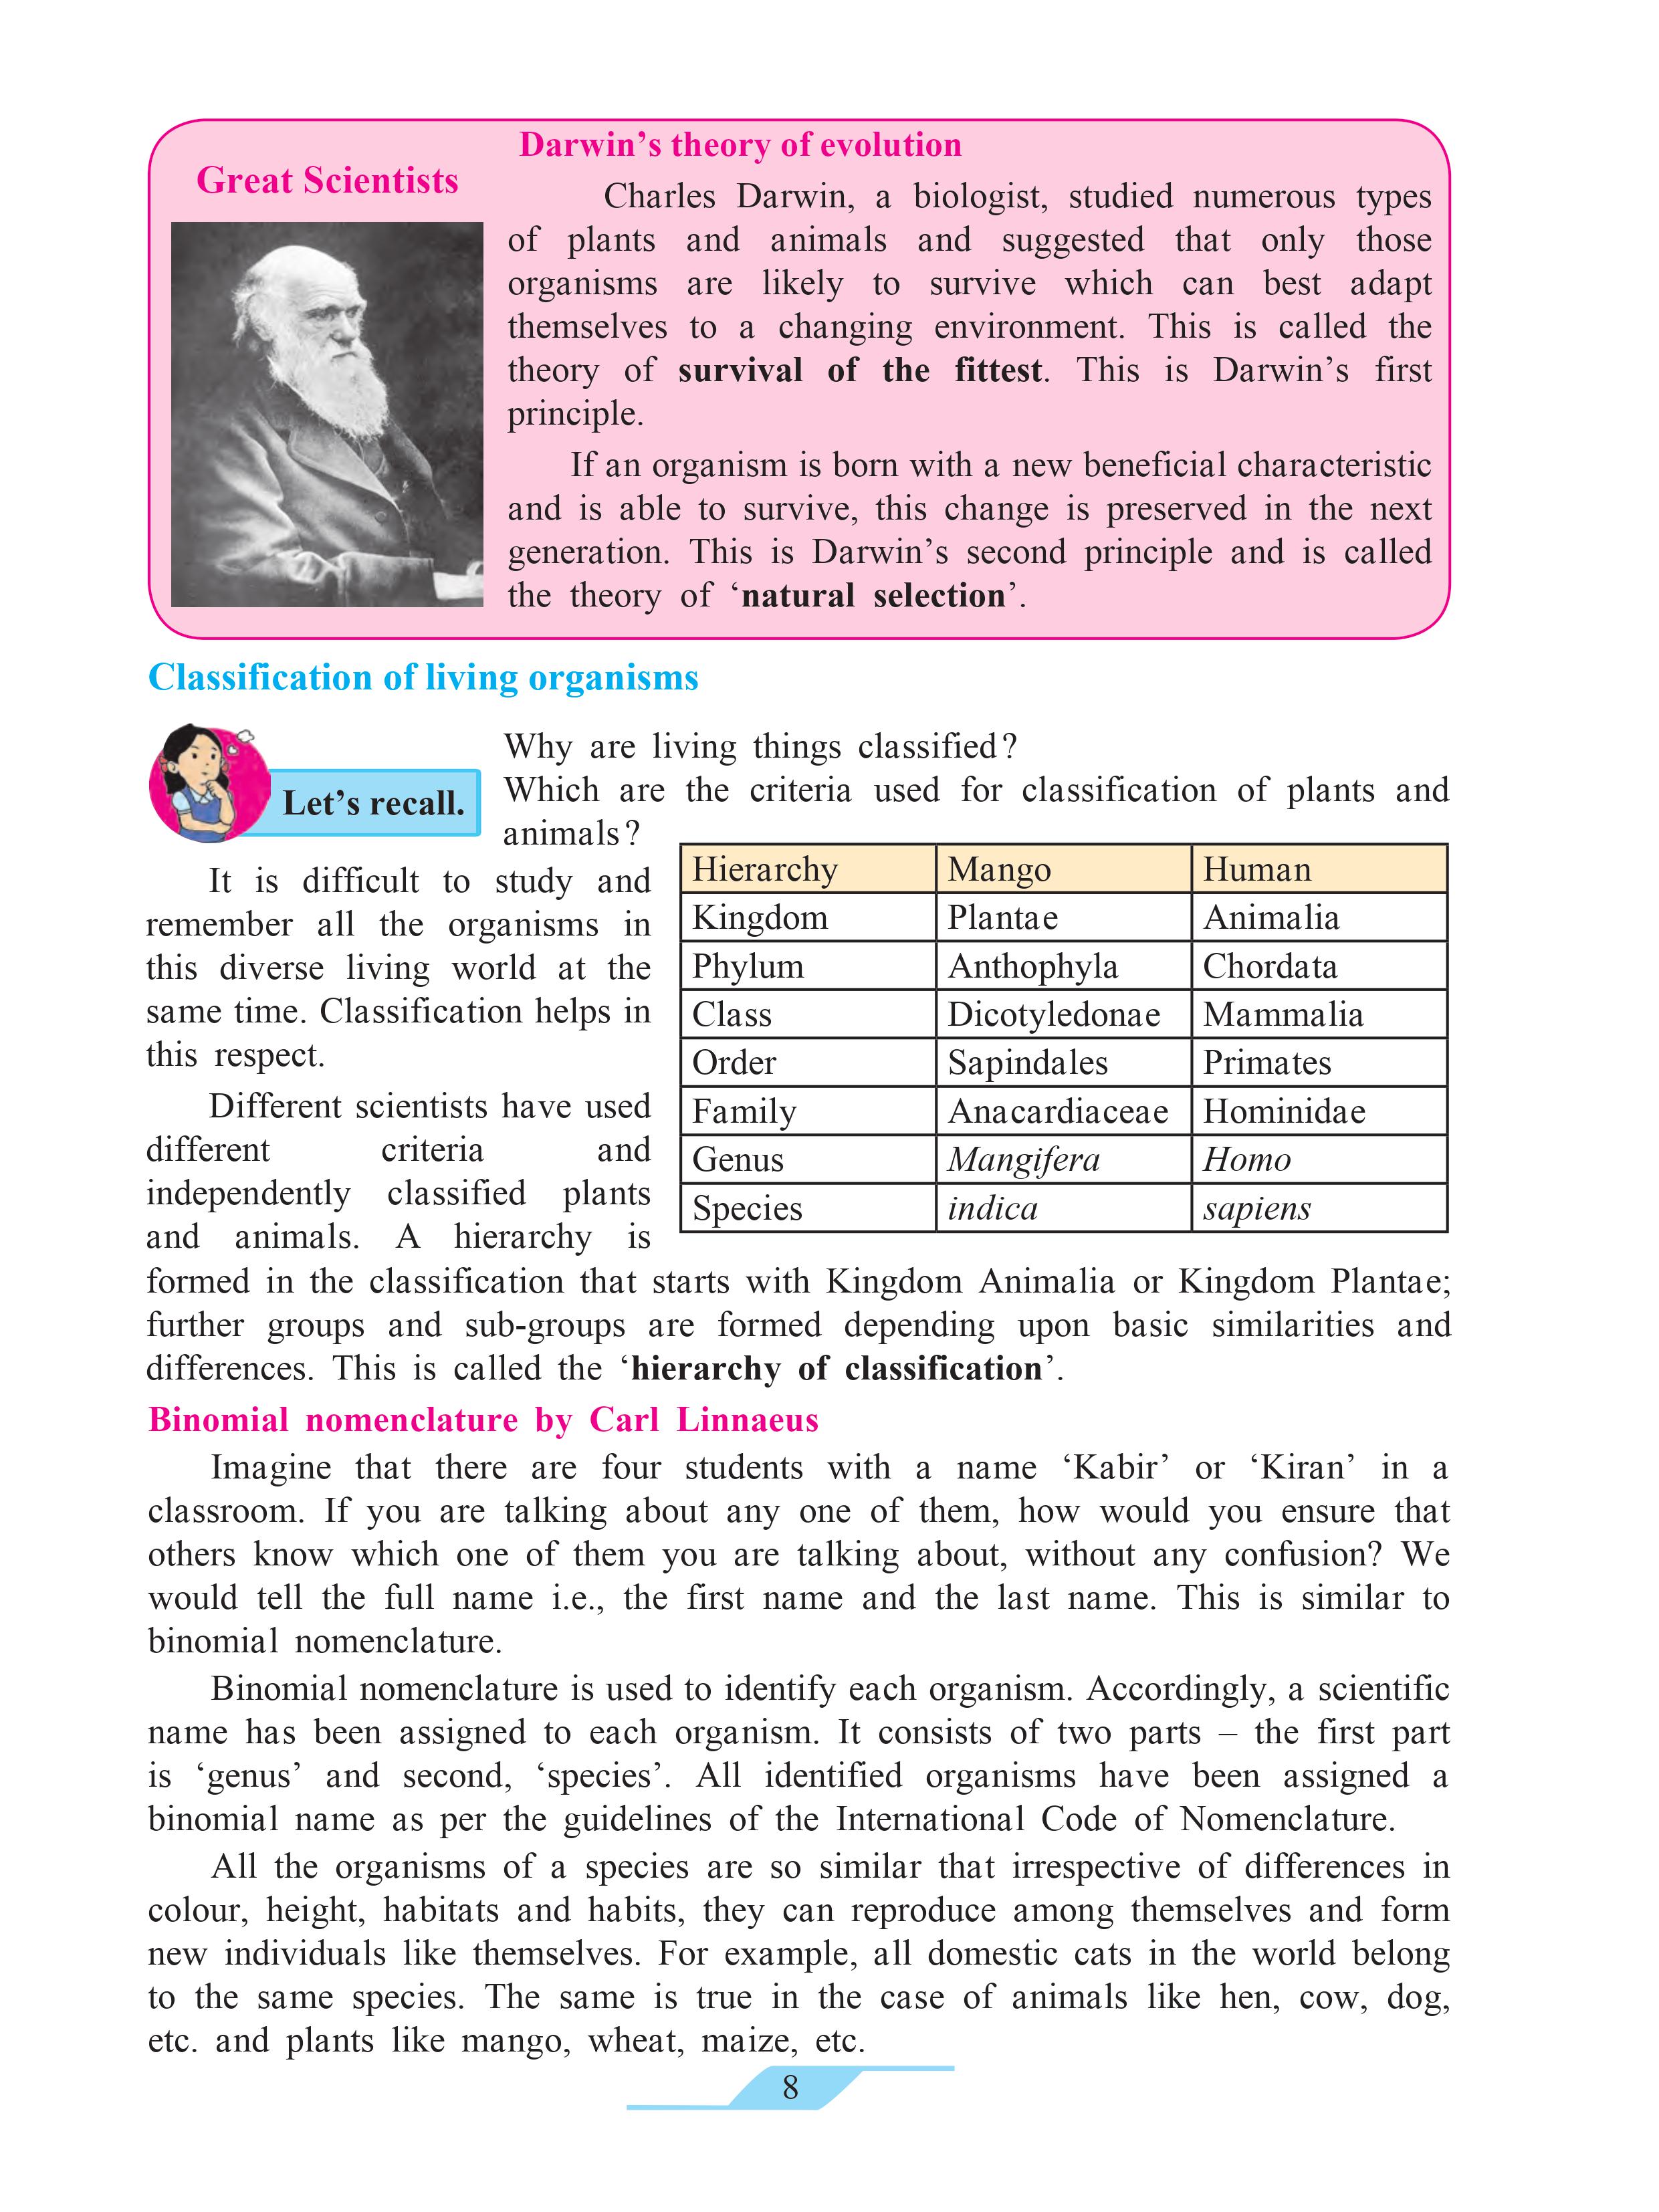 Great Scientists
Darwin’s theory of evolution
Charles Darwin, a biologist, studied numerous types
of plants and animals and suggested that only those
organisms are likely to survive which can best adapt
themselves to a changing environment. This is called the
theory of survival of the fittest. This is Darwin’s first
principle.
If an organism is born with a new beneficial characteristic
and is able to survive, this change is preserved in the next
generation. This is Darwin’s second principle and is called
the theory of ‘natural selection’.
Classification of living organisms
Let’s recall.
Why are living things classified?
Which are the criteria used for classification of plants and
animals?
It is difficult to study and
remember all the organisms in
this diverse living world at the
same time. Classification helps in
this respect.
Different scientists have used
different criteria and
independently classified plants
and animals. A hierarchy is
Hierarchy Mango Human
Kingdom Plantae Animalia
Phylum Anthophyla Chordata
Class Dicotyledonae Mammalia
Order Sapindales Primates
Family Anacardiaceae Hominidae
Genus Mangifera Homo
Species indica sapiens
formed in the classification that starts with Kingdom Animalia or Kingdom Plantae;
further groups and sub-groups are formed depending upon basic similarities and
differences. This is called the ‘hierarchy of classification’.
Binomial nomenclature by Carl Linnaeus
Imagine that there are four students with a name ‘Kabir’ or ‘Kiran’ in a
classroom. If you are talking about any one of them, how would you ensure that
others know which one of them you are talking about, without any confusion? We
would tell the full name i.e., the first name and the last name. This is similar to
binomial nomenclature.
Binomial nomenclature is used to identify each organism. Accordingly, a scientific
name has been assigned to each organism. It consists of two parts – the first part
is ‘genus’ and second, ‘species’. All identified organisms have been assigned a
binomial name as per the guidelines of the International Code of Nomenclature.
All the organisms of a species are so similar that irrespective of differences in
colour, height, habitats and habits, they can reproduce among themselves and form
new individuals like themselves. For example, all domestic cats in the world belong
to the same species. The same is true in the case of animals like hen, cow, dog,
etc. and plants like mango, wheat, maize, etc.
8